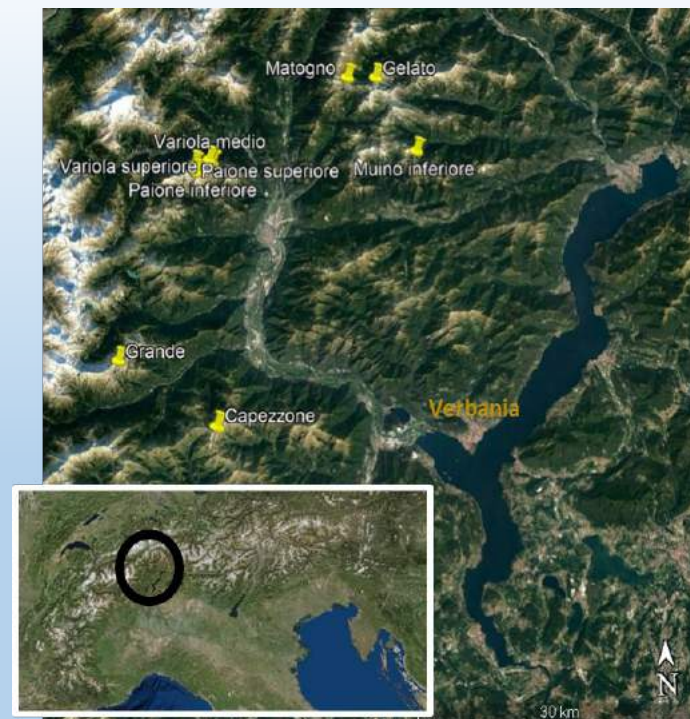 Matogno
Gelato
Variola medio
Variola superiore
Paione superiore
Muino inferiore
Paione inferiore
Grande
Capezzone
Verbania
N
30 km